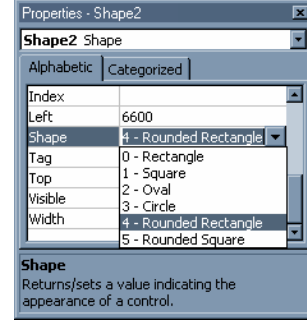 Properties - Shape2
Shape2 Shape
Alphabetic Categorized
Index
Left 6600
Shape 4 - Rounded Rectangle
Tag 0 - Rectangle
Top 1 - Square
Visible 2 - Oval
Width 3 - Circle
4 - Rounded Rectangle
5 - Rounded Square
Shape
Returns/sets a value indicating the
appearance of a control.